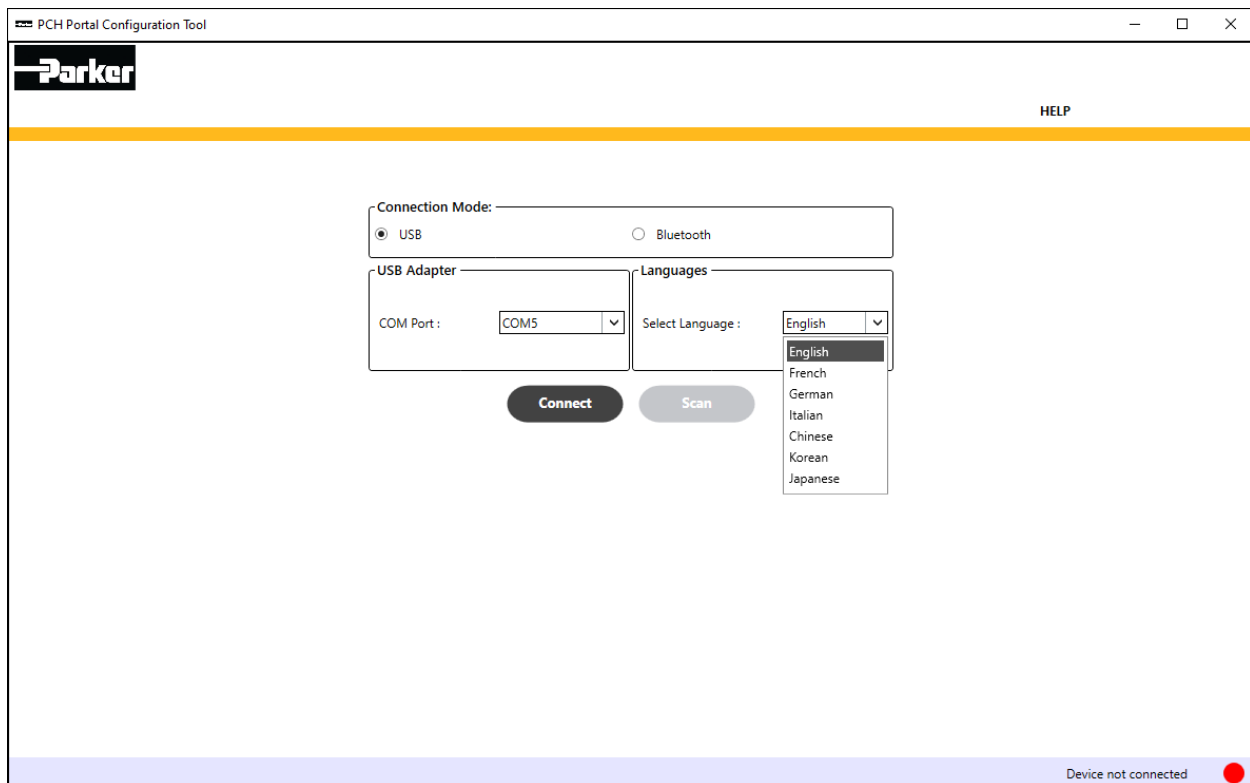 PCH Portal Configuration Tool
Parker
HELP
Connection Mode:
USB
Bluetooth
USB Adapter
Languages
COM Port :
COM5
Select Language :
English
English
French
German
Italian
Chinese
Korean
Japanese
Connect
Scan
Device not connected